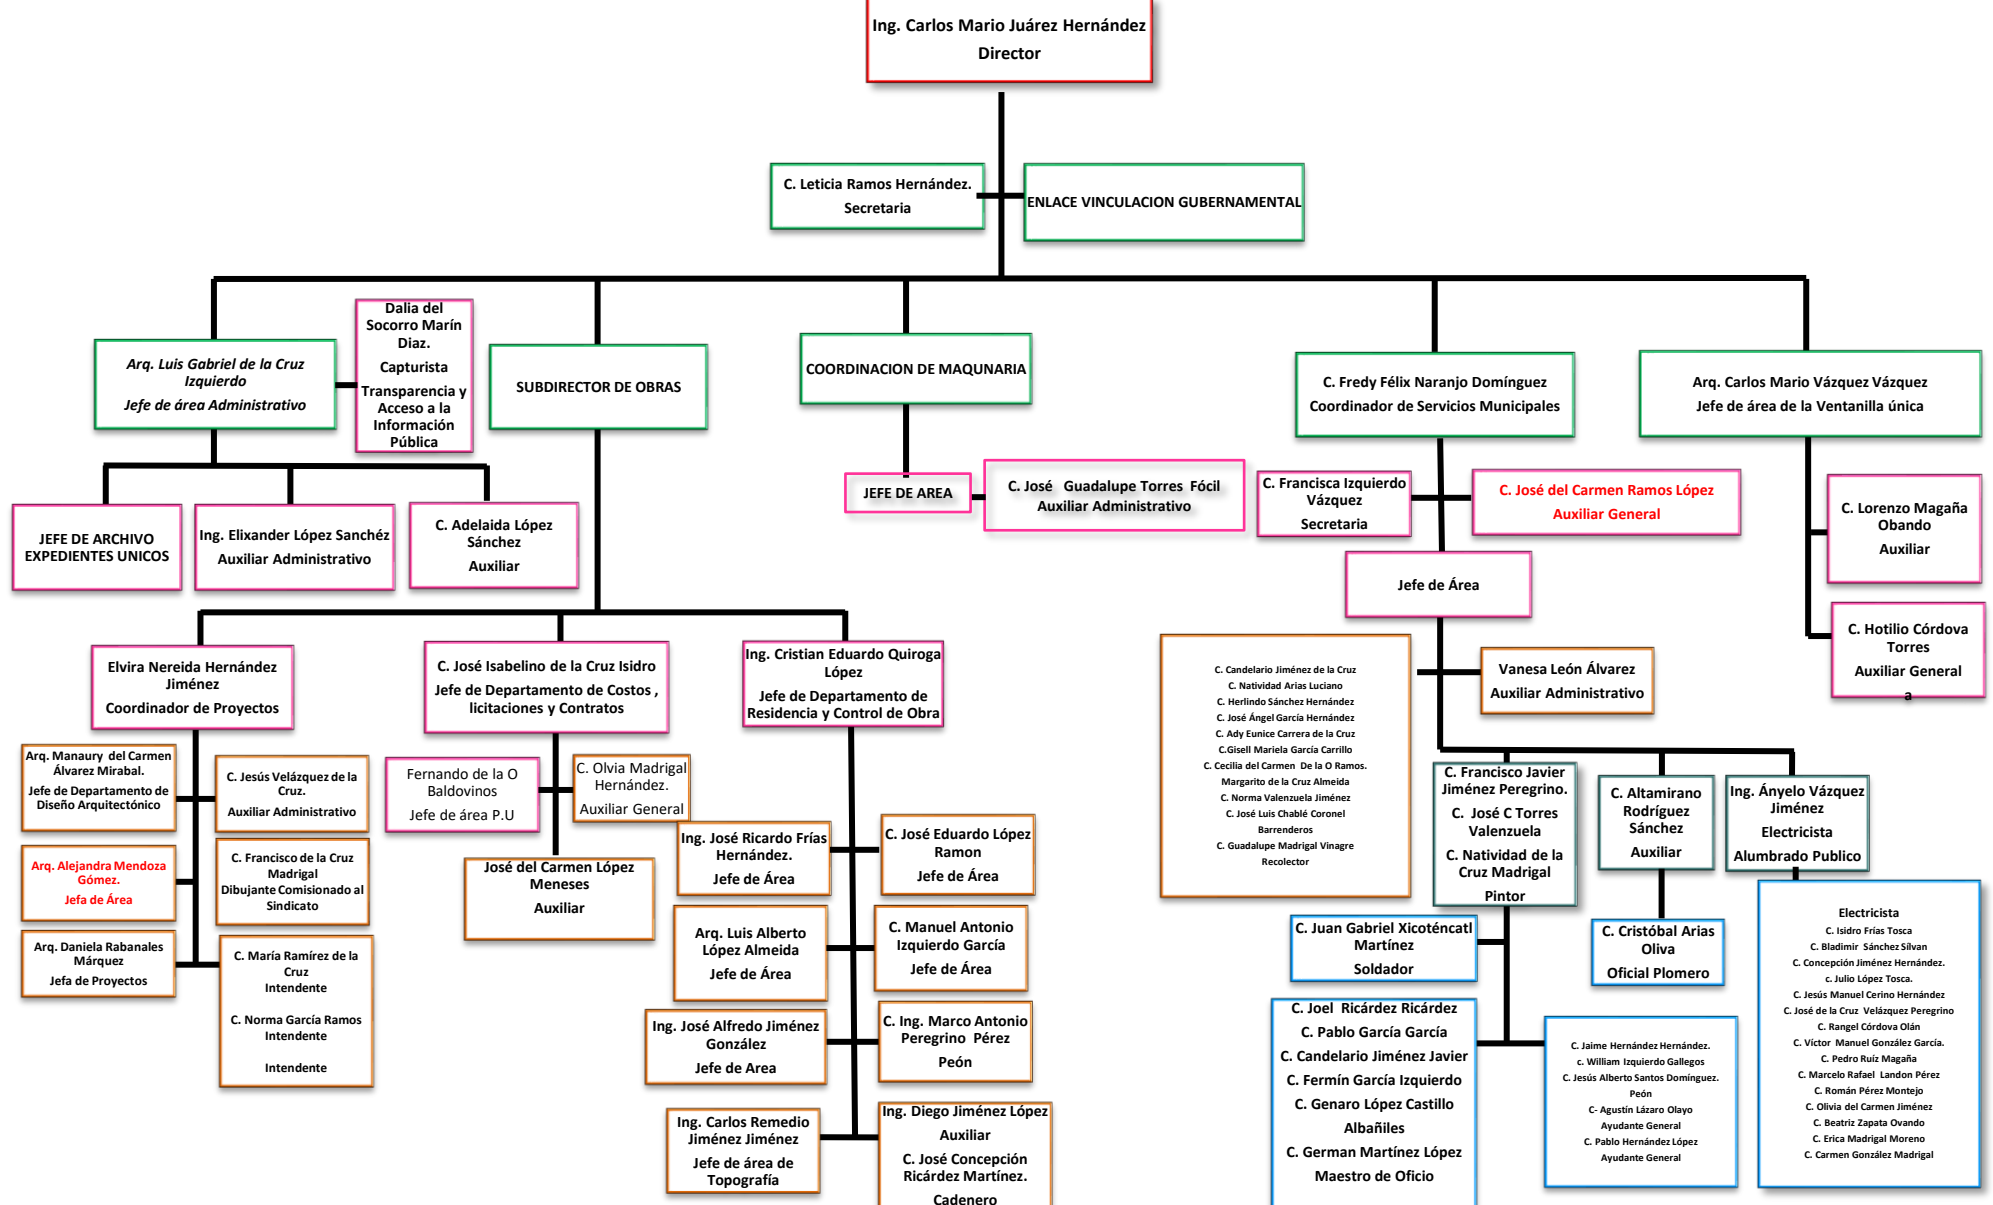 Ing. Carlos Mario Juárez Hernández
Director
C. Leticia Ramos Hernández.
Secretaria
ENLACE VINCULACION GUBERNAMENTAL
Arq. Luis Gabriel de la Cruz
Izquierdo
Jefe de área Administrativo
Dalia del
Socorro Marín
Diaz.
Capturista
Transparencia y
Acceso a la
Información
Pública
SUBDIRECTOR DE OBRAS
COORDINACION DE MAQUNARIA
C. Fredy Félix Naranjo Domínguez
Coordinador de Servicios Municipales
Arq. Carlos Mario Vázquez Vázquez
Jefe de área de la Ventanilla única
JEFE DE ARCHIVO
EXPEDIENTES UNICOS
Ing. Elixander López Sanchéz
Auxiliar Administrativo
C. Adelaida López
Sánchez
Auxiliar
JEFE DE AREA
C. José Guadalupe Torres Fócil
Auxiliar Administrativo
C. Francisca Izquierdo
Vázquez
Secretaria
C. José del Carmen Ramos López
Auxiliar General
C. Lorenzo Magaña
Obando
Auxiliar
Jefe de Área
C. Hotilio Córdova
Torres
Auxiliar General
a
Elvira Nereida Hernández
Jiménez
Coordinador de Proyectos
C. José Isabelino de la Cruz Isidro
Jefe de Departamento de Costos ,
licitaciones y Contratos
Ing. Cristian Eduardo Quiroga
López
Jefe de Departamento de
Residencia y Control de Obra
C. Candelario Jiménez de la Cruz
C. Natividad Arias Luciano
C. Herlindo Sánchez Hernández
C. José Ángel García Hernández
C. Ady Eunice Carrera de la Cruz
C.Gisell Mariela García Carrillo
C. Cecilia del Carmen De la O Ramos.
Margarito de la Cruz Almeida
C. Norma Valenzuela Jiménez
C. José Luis Chablé Coronel
Barrenderos
C. Guadalupe Madrigal Vinagre
Recolector
Vanesa León Álvarez
Auxiliar Administrativo
Arq. Manaury del Carmen
Álvarez Mirabal.
Jefe de Departamento de
Diseño Arquitectónico
C. Jesús Velázquez de la
Cruz.
Auxiliar Administrativo
Arq. Alejandra Mendoza
Gómez.
Jefa de Área
C. Francisco de la Cruz
Madrigal
Dibujante Comisionado al
Sindicato
Arq. Daniela Rabanales
Márquez
Jefa de Proyectos
C. María Ramírez de la
Cruz
Intendente
C. Norma García Ramos
Intendente
Intendente
Fernando de la O
Baldovinos
Jefe de área P.U
C. Olvia Madrigal
Hernández.
Auxiliar General
José del Carmen López
Meneses
Auxiliar
Ing. José Ricardo Frías
Hernández.
Jefe de Área
C. José Eduardo López
Ramon
Jefe de Área
Arq. Luis Alberto
López Almeida
Jefe de Área
C. Manuel Antonio
Izquierdo García
Jefe de Área
Ing. José Alfredo Jiménez
González
Jefe de Area
C. Ing. Marco Antonio
Peregrino Pérez
Peón
Ing. Carlos Remedio
Jiménez Jiménez
Jefe de área de
Topografía
Ing. Diego Jiménez López
Auxiliar
C. José Concepción
Ricárdez Martínez.
Cadenero
C. Francisco Javier
Jiménez Peregrino.
C. José C Torres
Valenzuela
C. Natividad de la
Cruz Madrigal
Pintor
C. Altamirano
Rodríguez
Sánchez
Auxiliar
Ing. Ányelo Vázquez
Jiménez
Electricista
Alumbrado Publico
C. Juan Gabriel Xicoténcatl
Martínez
Soldador
C. Cristóbal Arias
Oliva
Oficial Plomero
C. Joel Ricárdez Ricárdez
C. Pablo García García
C. Candelario Jiménez Javier
C. Fermín García Izquierdo
C. Genaro López Castillo
Albañiles
C. German Martínez López
Maestro de Oficio
C. Jaime Hernández Hernández.
c. William Izquierdo Gallegos
C. Jesús Alberto Santos Domínguez.
Peón
C- Agustín Lázaro Olayo
Ayudante General
C. Pablo Hernández López
Ayudante General
Electricista
C. Isidro Frías Tosca
C. Bladimir Sánchez Silvan
C. Concepción Jiménez Hernández.
c. Julio López Tosca.
C. Jesús Manuel Cerino Hernández
C. José de la Cruz Velázquez Peregrino
C. Rangel Córdova Olán
C. Víctor Manuel González García.
C. Pedro Ruíz Magaña
C. Marcelo Rafael Landon Pérez
C. Román Pérez Montejo
C. Olivia del Carmen Jiménez
C. Beatriz Zapata Ovando
C. Erica Madrigal Moreno
C. Carmen González Madrigal